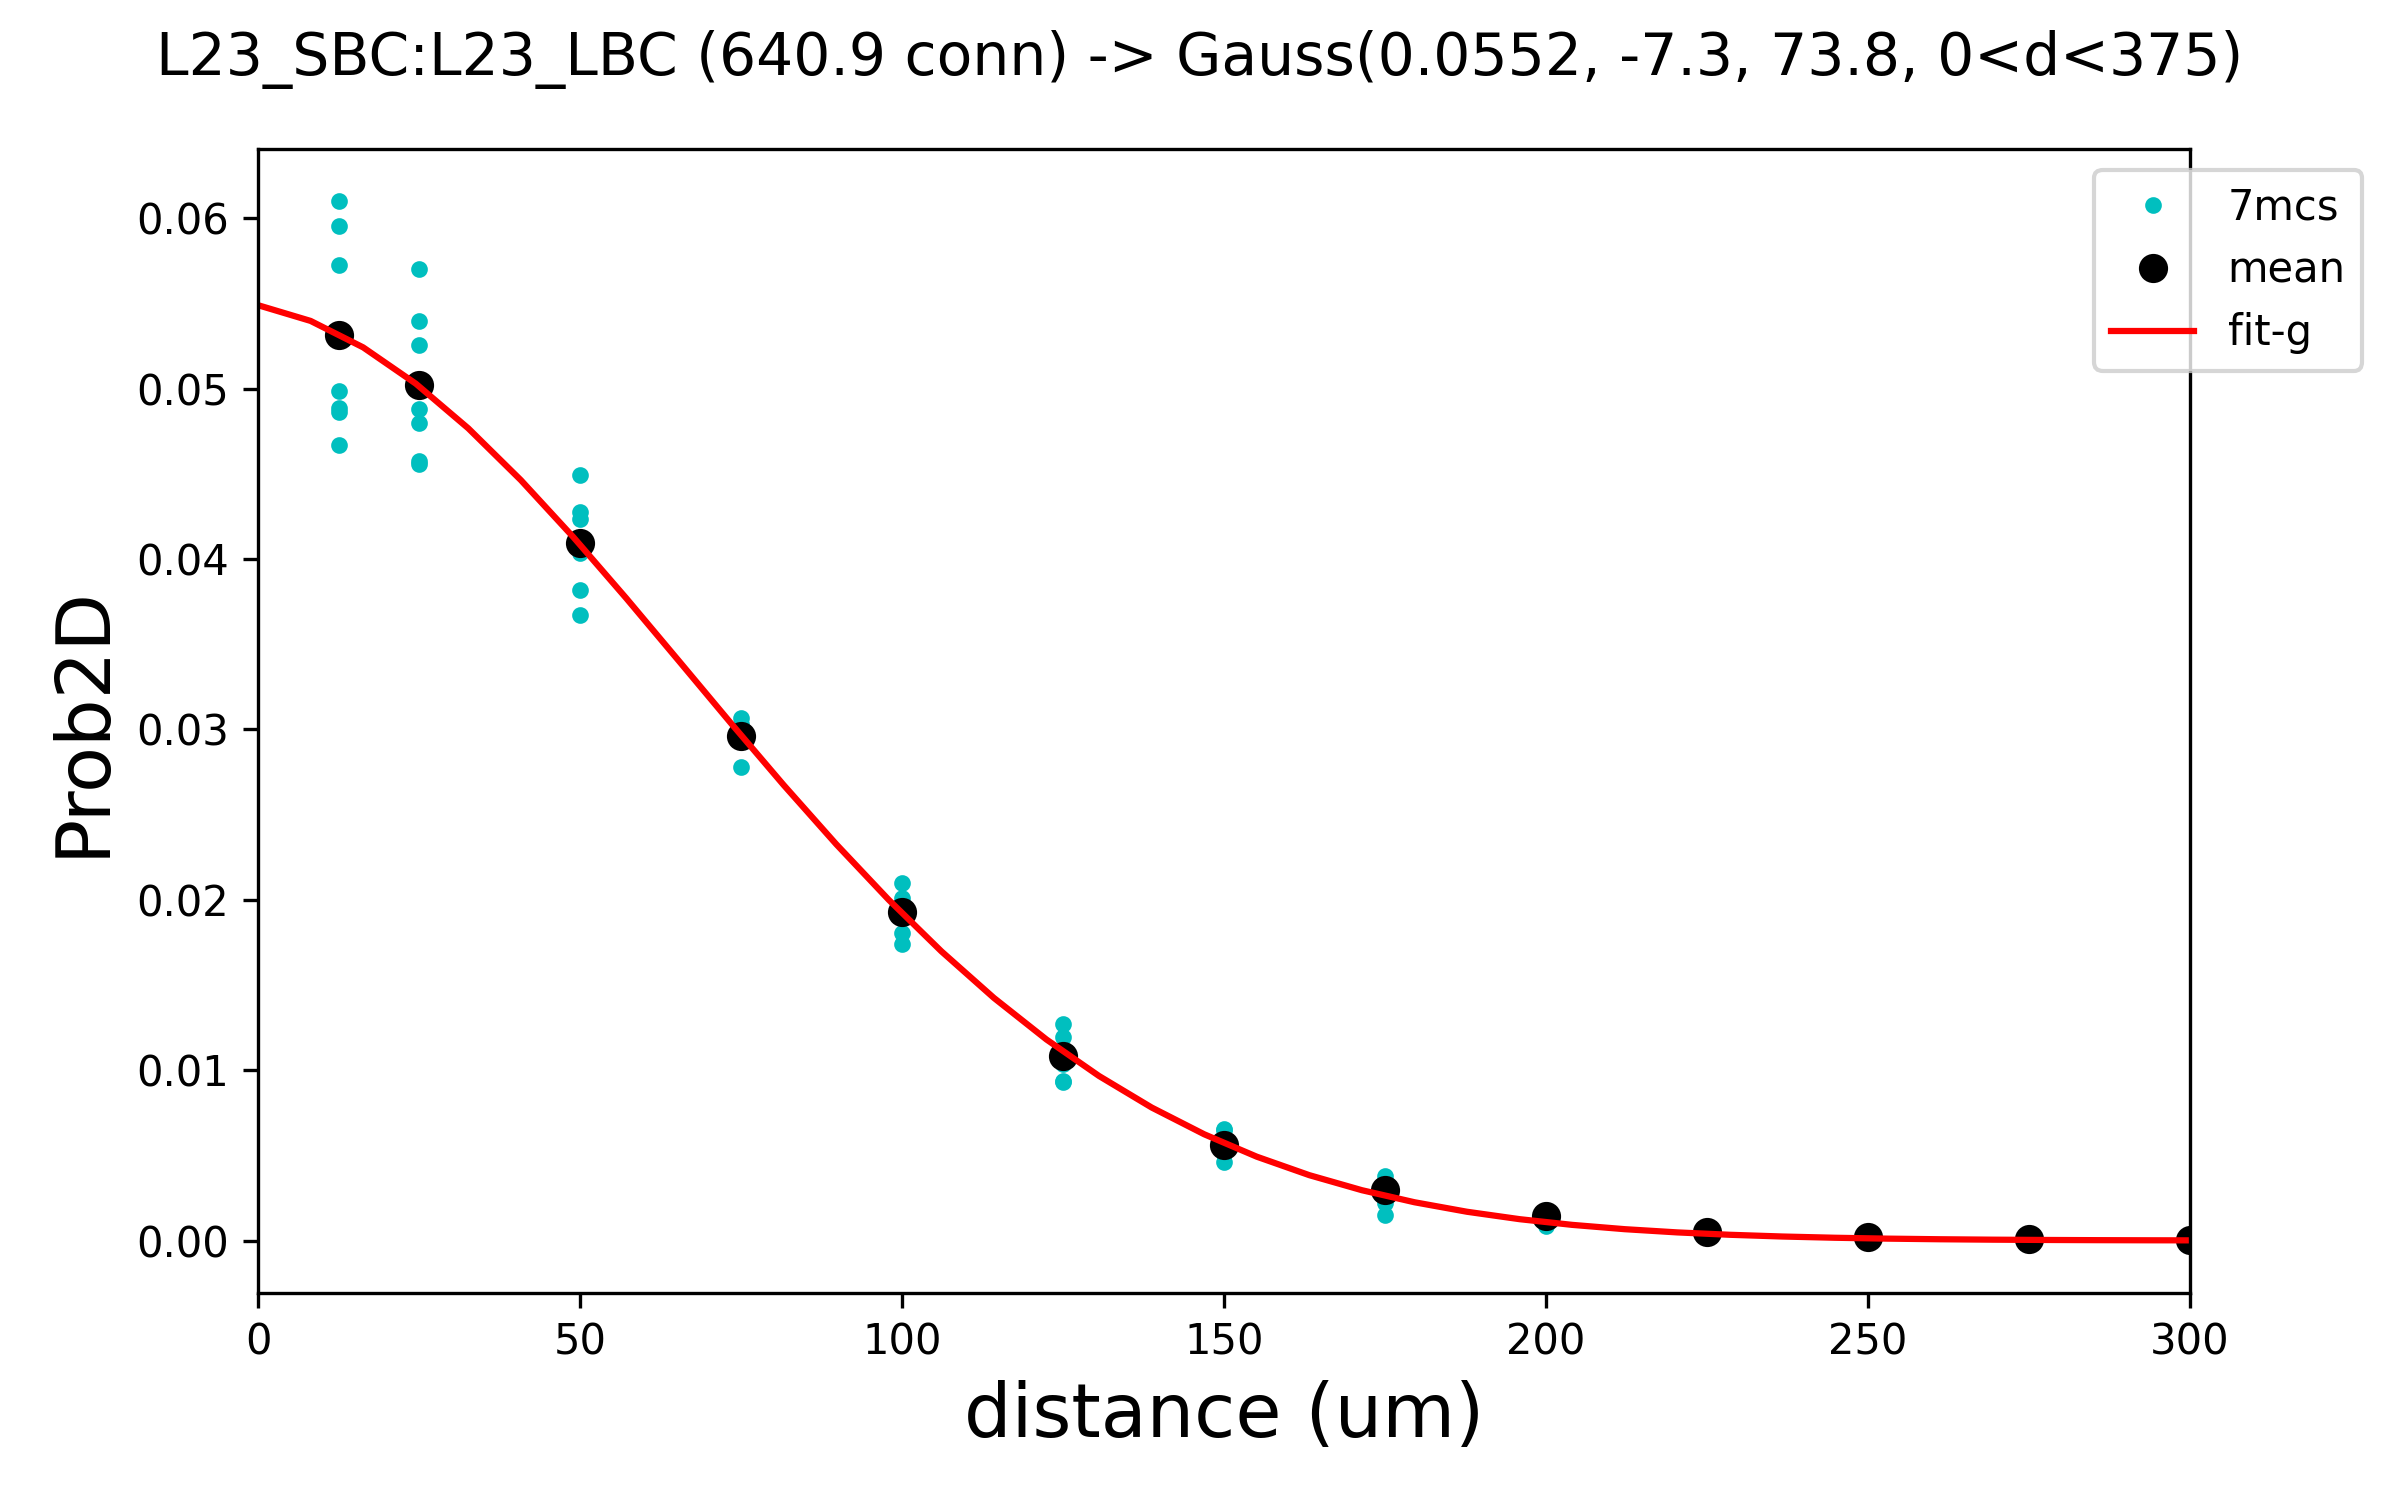 L23_SBC:L23_LBC (640.9 conn) -> Gauss(0.0552, -7.3, 73.8, 0<d<375)
7mcs
mean
fit-g
Prob2D
0.06
0.05
0.04
0.03
0.02
0.01
0.00
0 50 100 150 200 250 300
distance (um)